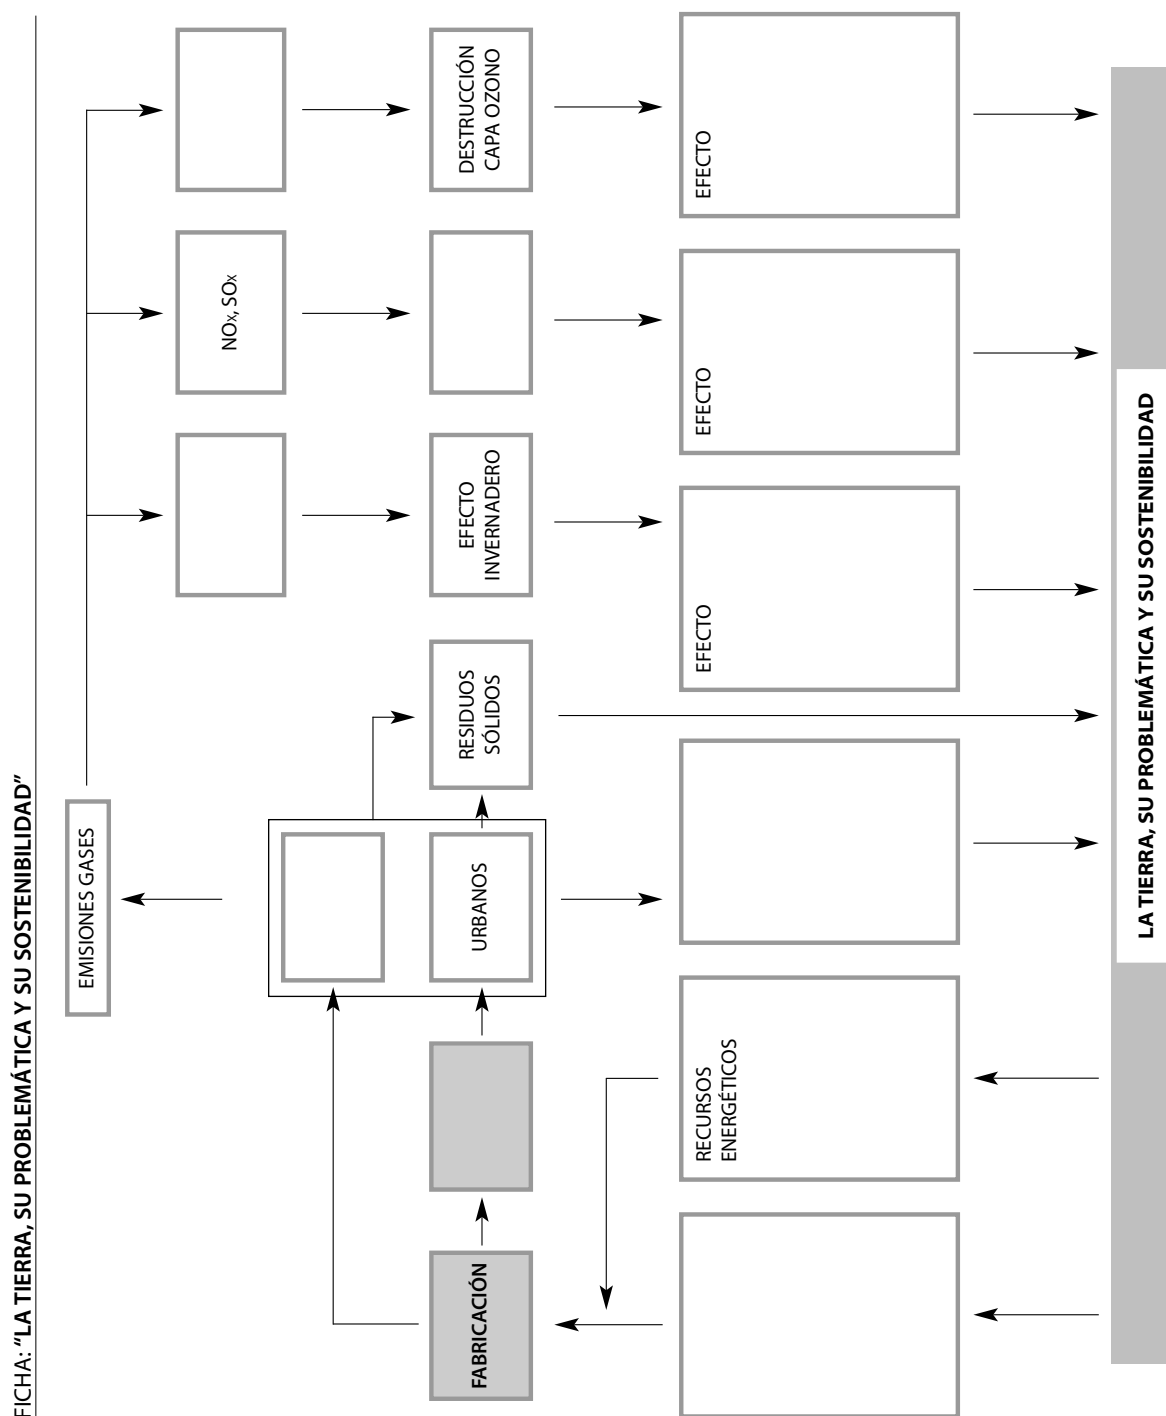 FICHA: "LA TIERRA, SU PROBLEMÁTICA Y SU SOSTENIBILIDAD"
EMISIONES GASES
NOx, SOx
FABRICACIÓN
URBANOS
RESIDUOS
SÓLIDOS
EFECTO
INVERNADERO
DESTRUCCIÓN
CAPA OZONO
RECURSOS
ENERGÉTICOS
EFECTO
EFECTO
EFECTO
LA TIERRA, SU PROBLEMÁTICA Y SU SOSTENIBILIDAD